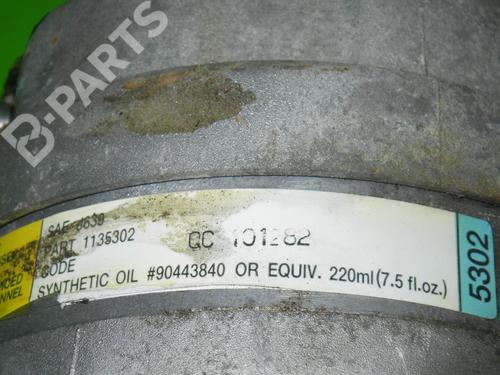 B-PARTS
SAE J639
PART 1135302
QC 101282
CODE
SYNTHETIC OIL #90443840 OR EQUIV. 220ml (7.5 fl.oz.)
5302